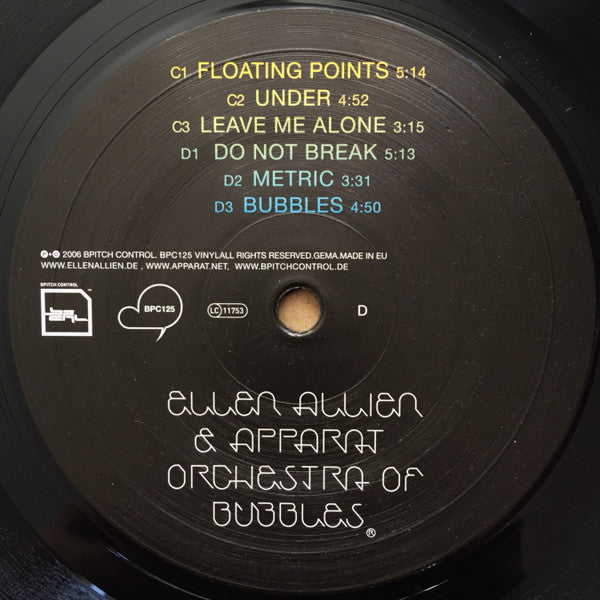 C1 FLOATING POINTS 5:14
C2 UNDER 4:52
C3 LEAVE ME ALONE 3:15
D1 DO NOT BREAK 5:13
D2 METRIC 3:31
D3 BUBBLES 4:50
℗+© 2006 BPITCH CONTROL. BPC125 VINYLALL RIGHTS RESERVED.GEMA.MADE IN EU
WWW.ELLENALLIEN.DE , WWW.APPARAT.NET, WWW.BPITCHCONTROL.DE
BPITCH CONTROL
BPC125
LC 11753
D
ELLEN ALLIEN
& APPARAT
ORCHESTRA OF
BUBBLES ®